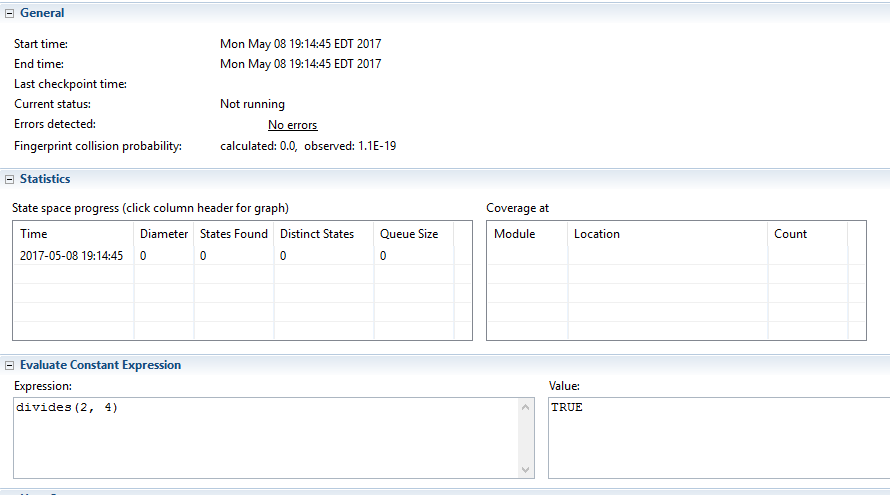 General
Start time: Mon May 08 19:14:45 EDT 2017
End time: Mon May 08 19:14:45 EDT 2017
Last checkpoint time:
Current status: Not running
Errors detected: No errors
Fingerprint collision probability: calculated: 0.0, observed: 1.1E-19
Statistics
State space progress (click column header for graph) Coverage at
Time Diameter States Found Distinct States Queue Size Module Location Count
2017-05-08 19:14:45 0 0 0 0
Evaluate Constant Expression
Expression: Value:
divides(2, 4) TRUE